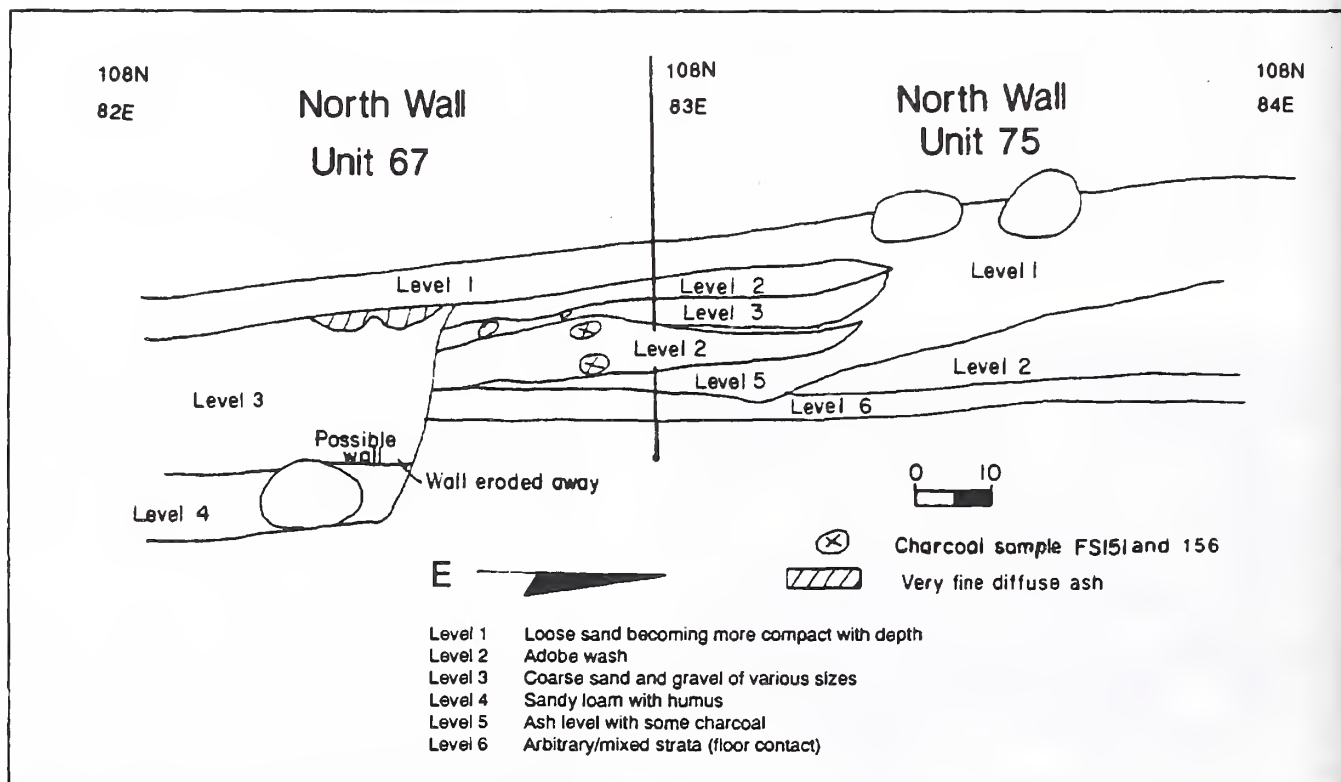 108N
82E
North Wall
Unit 67
108N
83E
North Wall
Unit 75
108N
84E
Level 1
Level 2
Level 3
Level 1
Level 2
Level 5
Level 2
Level 6
Level 3
Possible
wall
Wall eroded away
Level 4
0 10
Charcoal sample FS151 and 156
Very fine diffuse ash
E
Level 1 Loose sand becoming more compact with depth
Level 2 Adobe wash
Level 3 Coarse sand and gravel of various sizes
Level 4 Sandy loam with humus
Level 5 Ash level with some charcoal
Level 6 Arbitrary/mixed strata (floor contact)